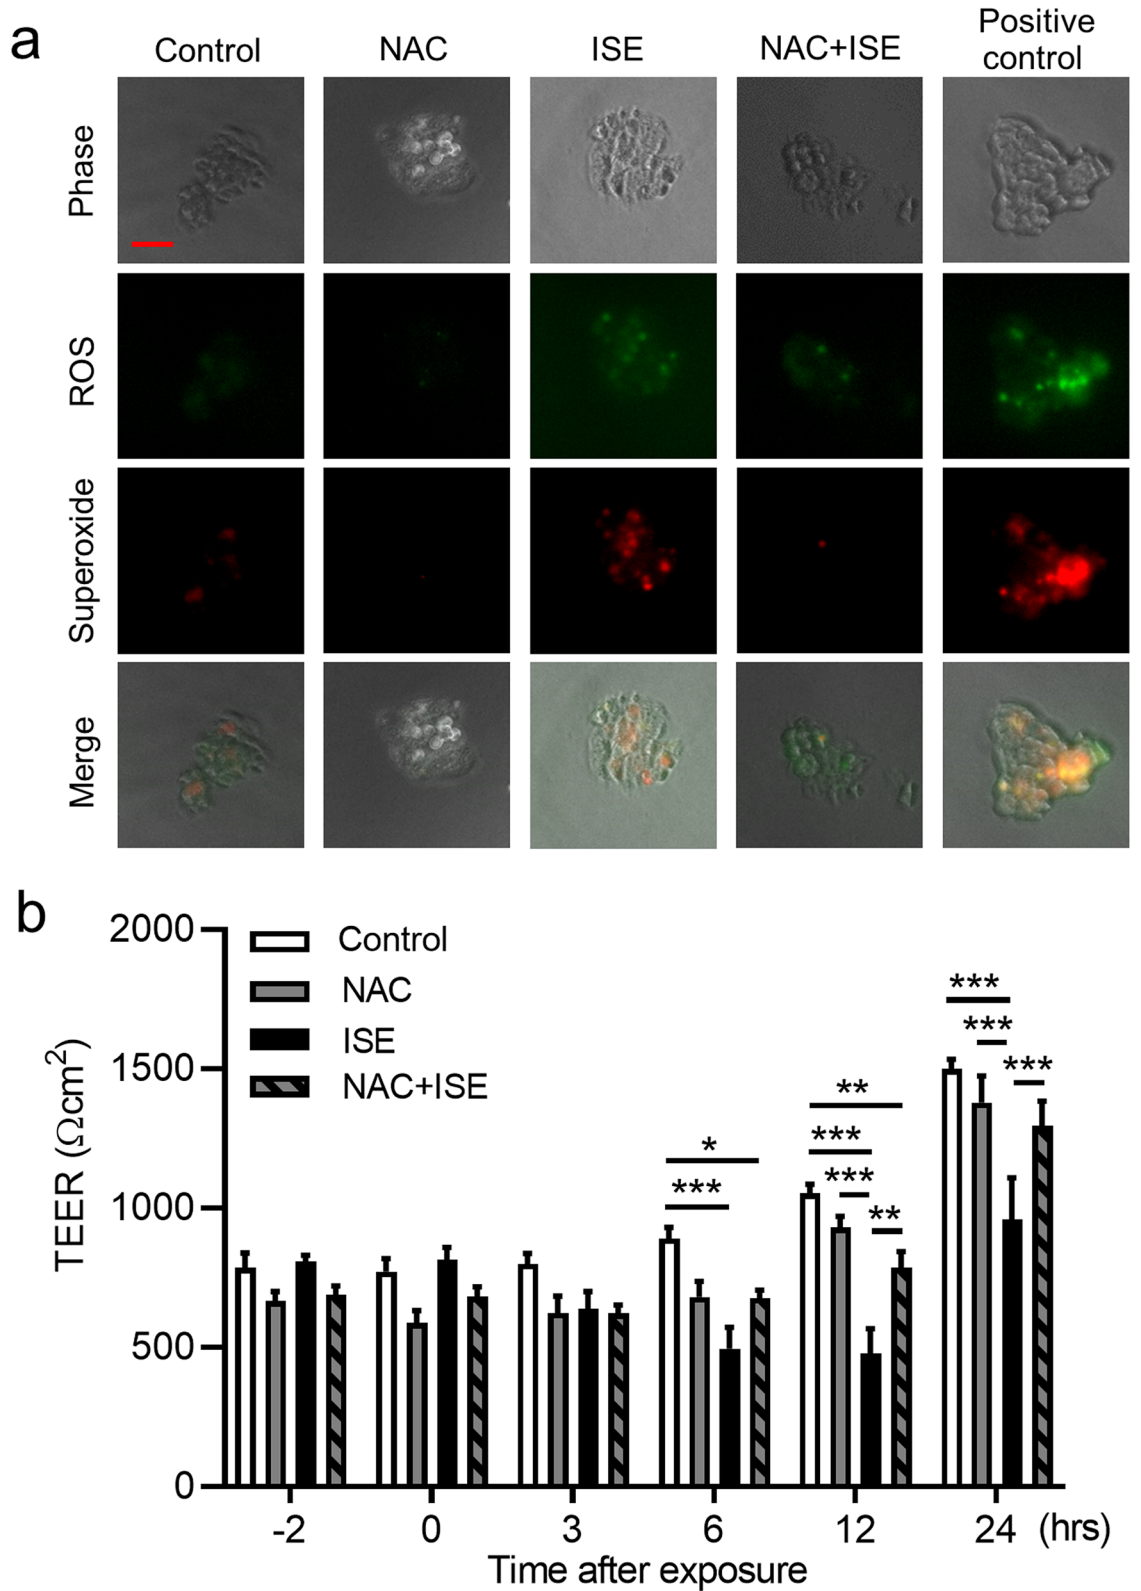 a
Control NAC ISE NAC+ISE Positive control
Phase
ROS
Superoxide
Merge
b
2000
1500
1000
500
0
TEER (Ωcm²)
Control
NAC
ISE
NAC+ISE
*
***
**
***
***
**
***
***
***
-2 0 3 6 12 24 (hrs)
Time after exposure